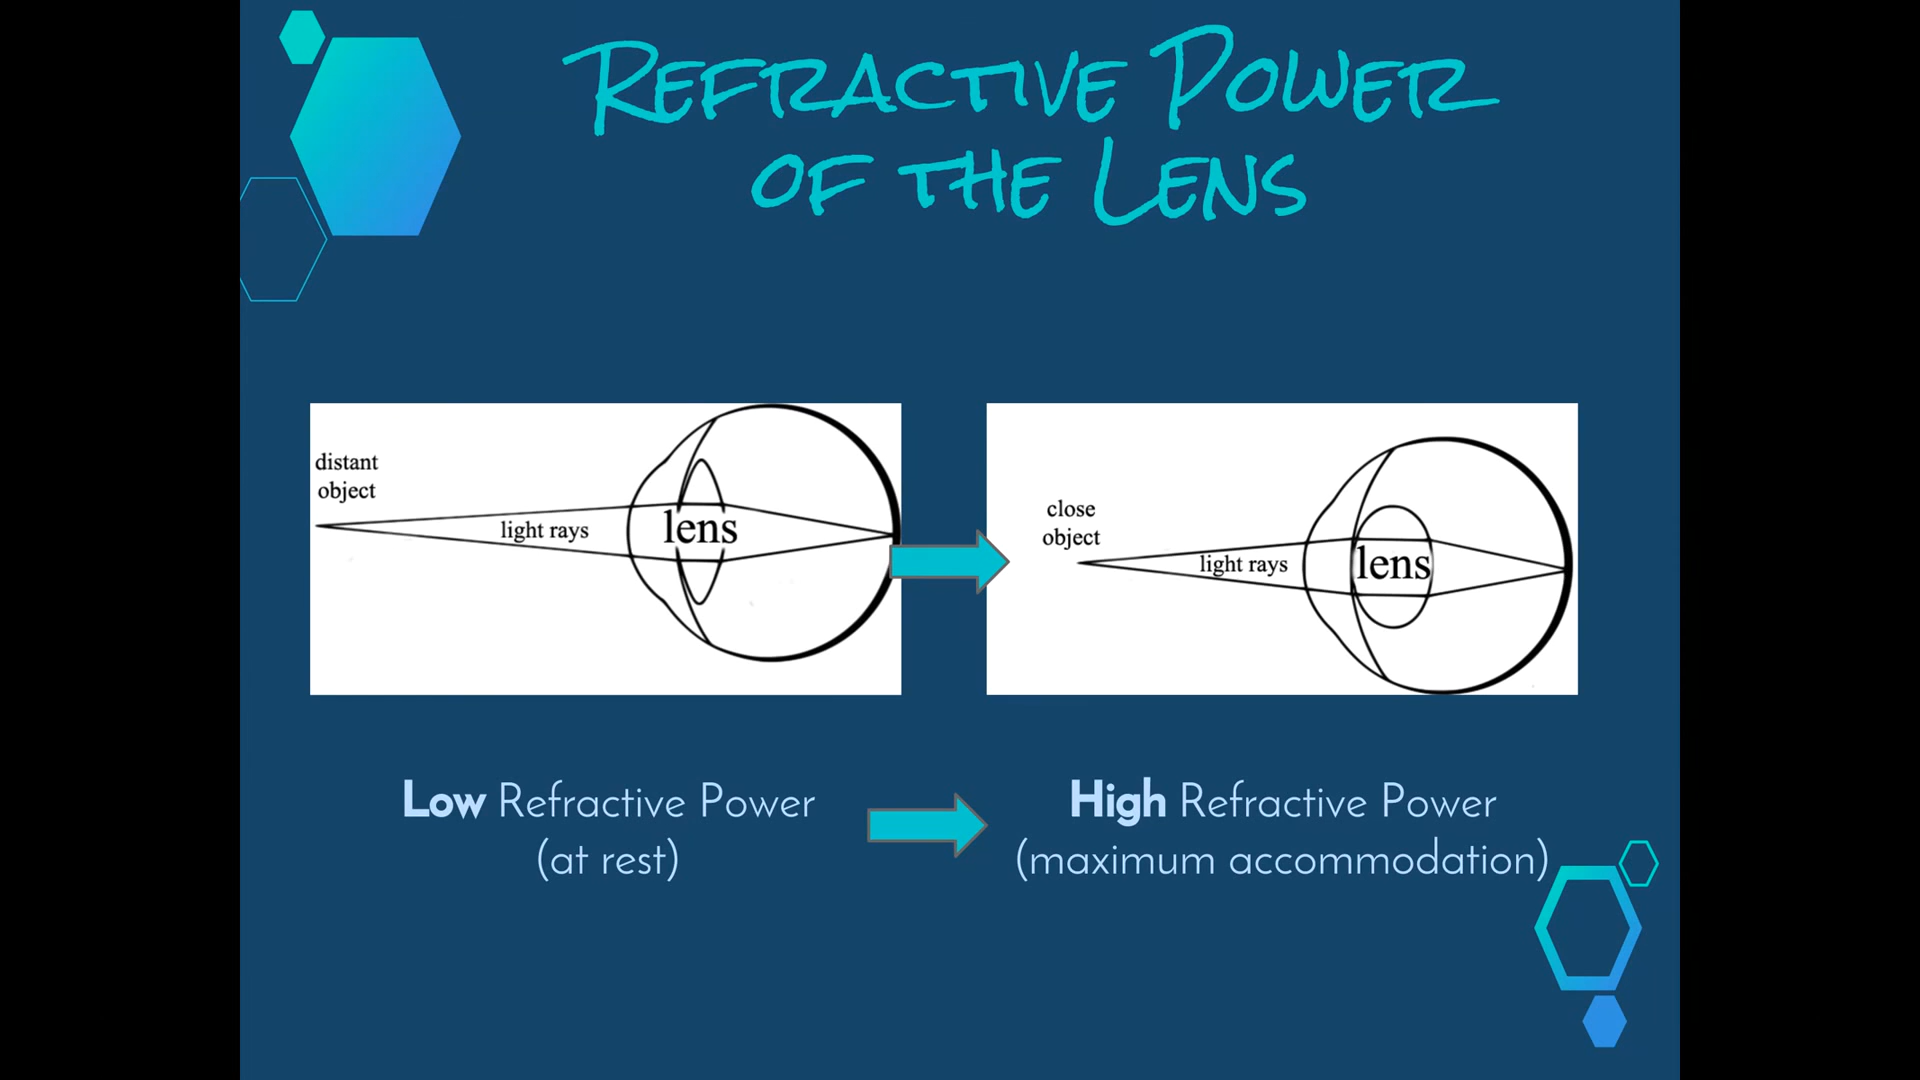 REFRACTIVE POWER
OF THE LENS
distant
object
light rays
lens
close
object
light rays
lens
Low Refractive Power
(at rest)
High Refractive Power
(maximum accommodation)